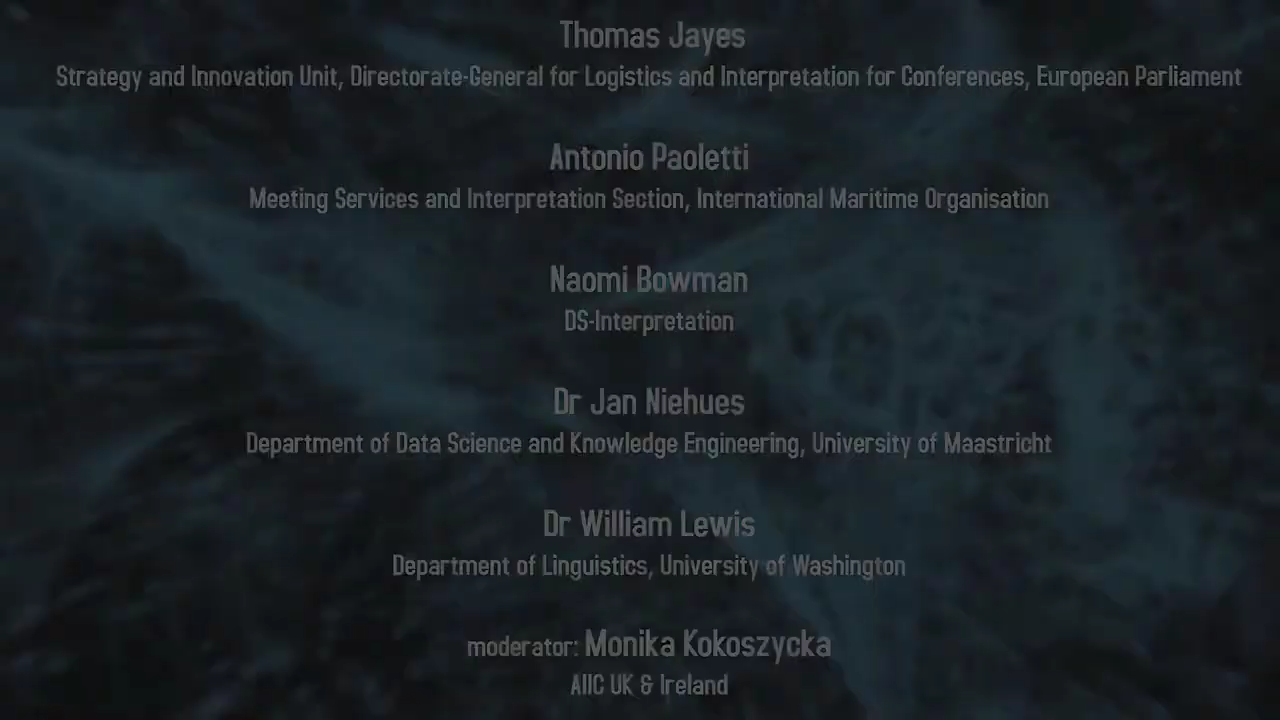 Thomas Jayes
Strategy and Innovation Unit, Directorate-General for Logistics and Interpretation for Conferences, European Parliament
Antonio Paoletti
Meeting Services and Interpretation Section, International Maritime Organisation
Naomi Bowman
DS-Interpretation
Dr Jan Niehues
Department of Data Science and Knowledge Engineering, University of Maastricht
Dr William Lewis
Department of Linguistics, University of Washington
moderator: Monika Kokoszycka
AIIC UK & Ireland